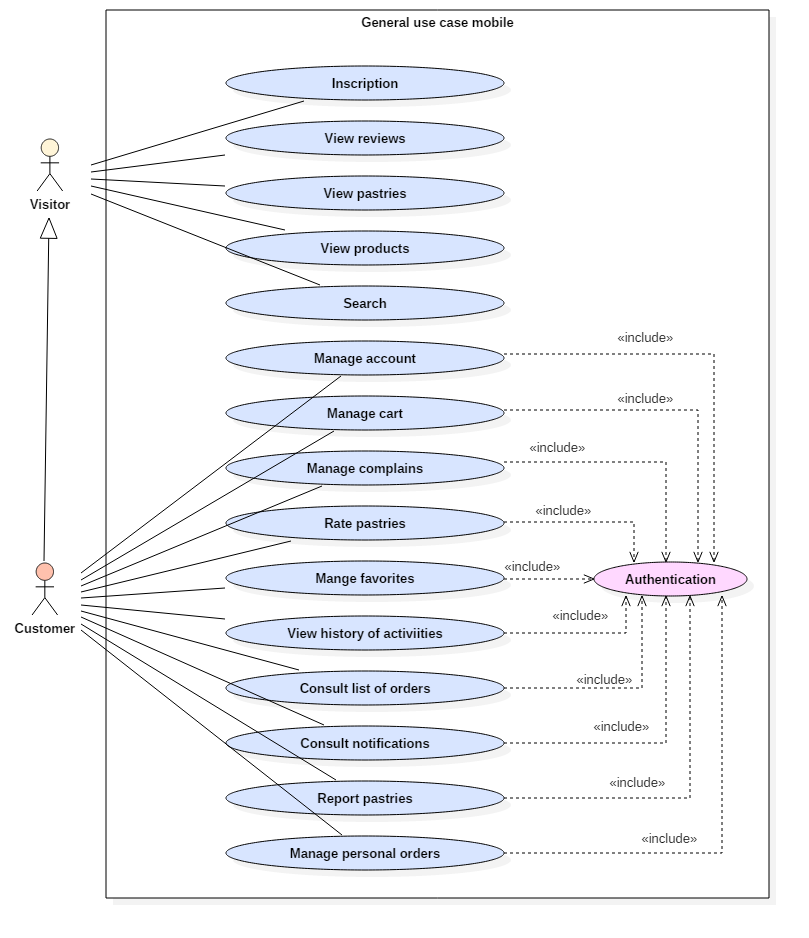 General use case mobile
Inscription
View reviews
View pastries
Visitor
View products
Search
«include»
Manage account
«include»
Manage cart
«include»
Manage complains
«include»
Rate pastries
«include»
Mange favorites
Authentication
«include»
Customer
View history of activiities
«include»
Consult list of orders
«include»
Consult notifications
«include»
Report pastries
«include»
Manage personal orders